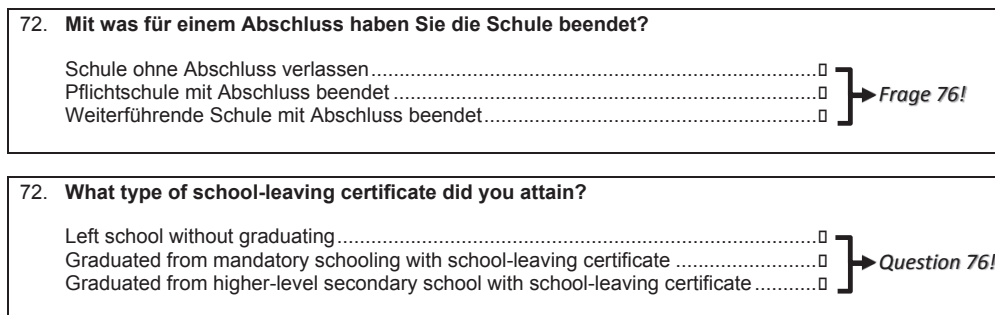 72. Mit was für einem Abschluss haben Sie die Schule beendet?
Schule ohne Abschluss verlassen....................................................................................▯
Pflichtschule mit Abschluss beendet................................................................................▯ Frage 76!
Weiterführende Schule mit Abschluss beendet..............................................................▯
72. What type of school-leaving certificate did you attain?
Left school without graduating...........................................................................................▯
Graduated from mandatory schooling with school-leaving certificate ...........................▯ Question 76!
Graduated from higher-level secondary school with school-leaving certificate............▯